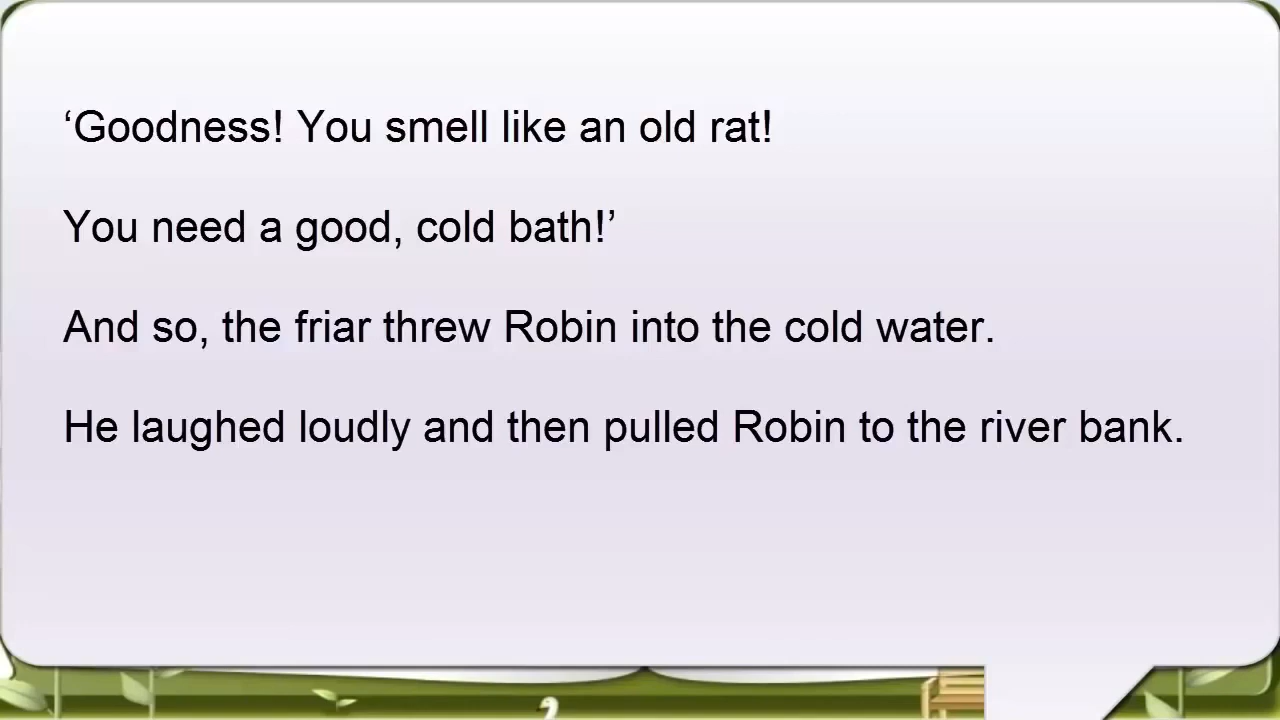 ‘Goodness! You smell like an old rat!
You need a good, cold bath!’
And so, the friar threw Robin into the cold water.
He laughed loudly and then pulled Robin to the river bank.